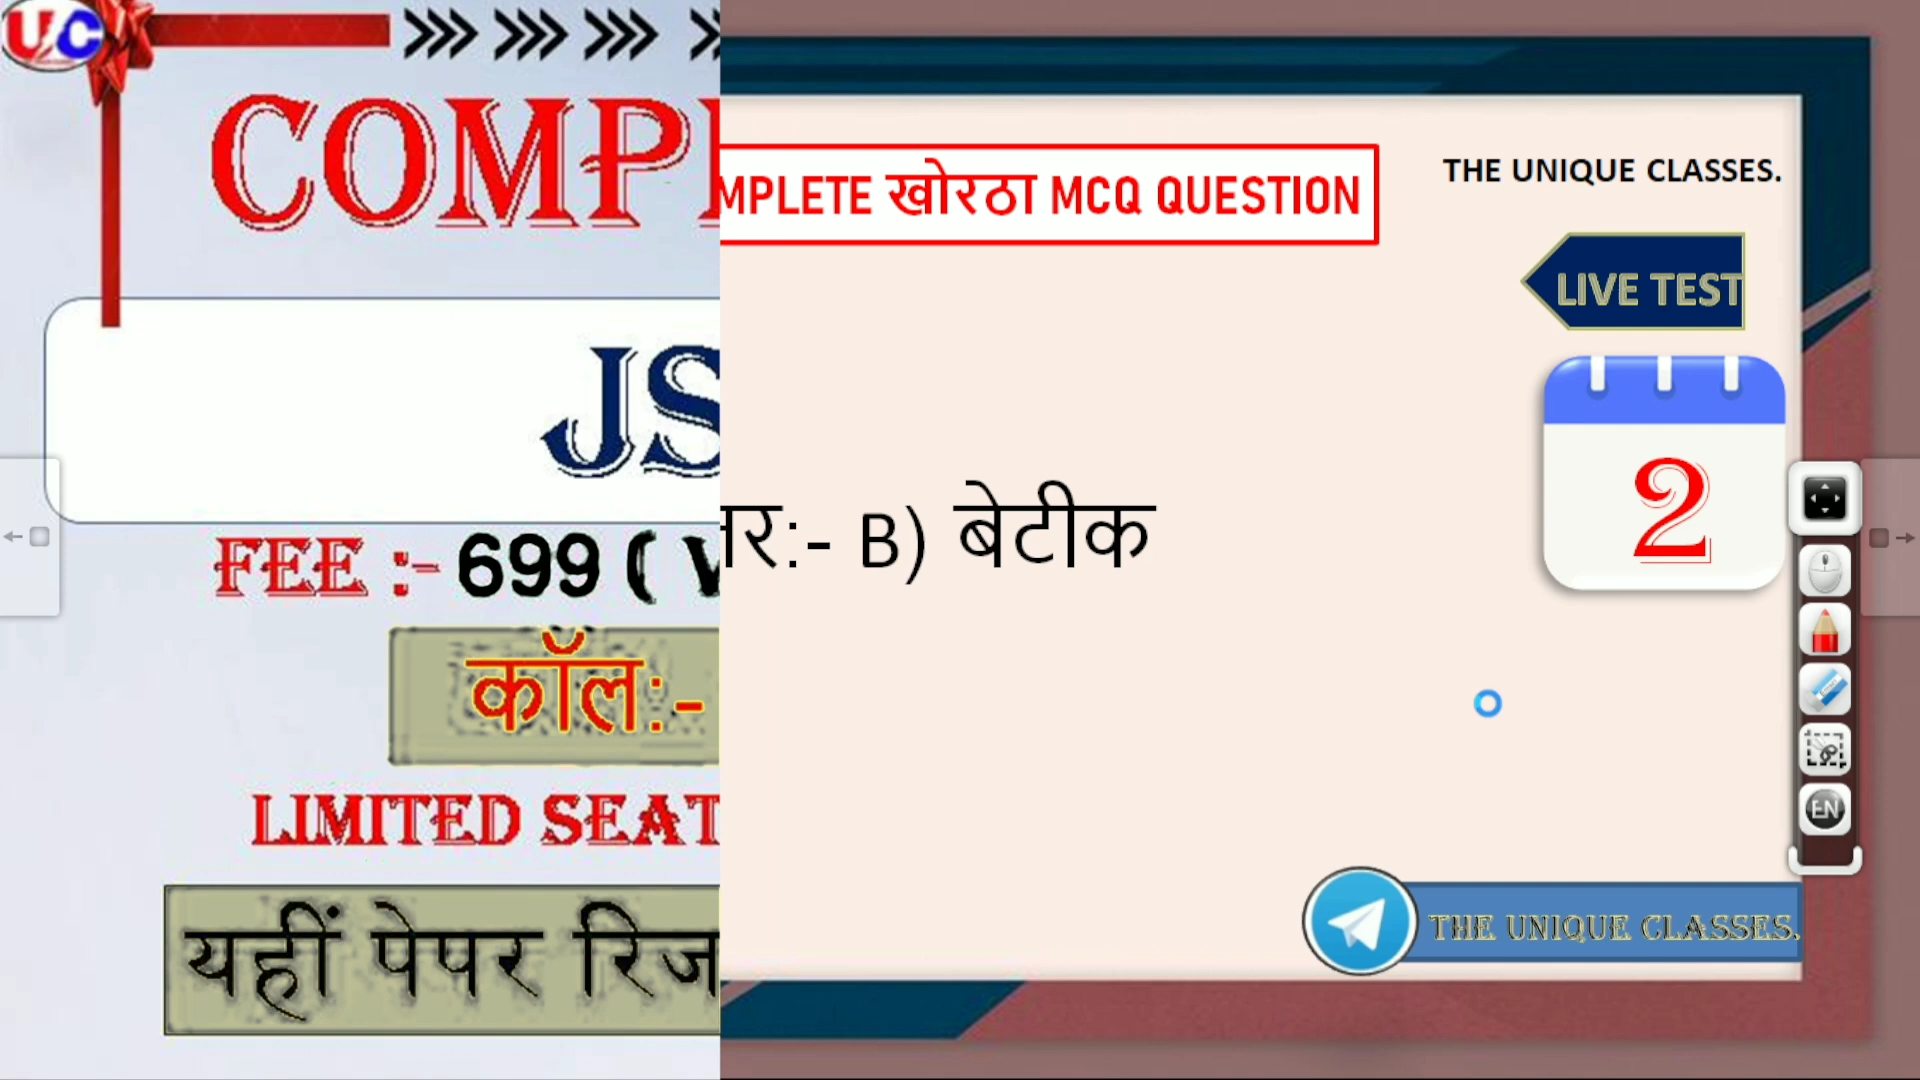 UC
COMP
JS
FEE :- 699 (
कॉल:-
LIMITED SEAT
यहीं पेपर
MPLETE खोरठा MCQ QUESTION
THE UNIQUE CLASSES.
LIVE TEST
2
र:- B) बेटीक
EN
THE UNIQUE CLASSES.